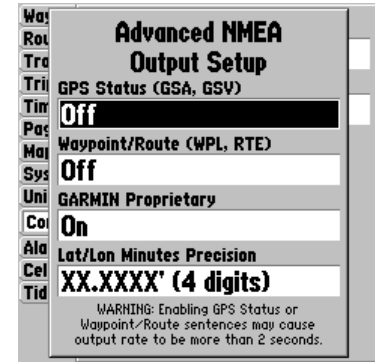 Advanced NMEA
Output Setup
GPS Status (GSA, GSV)
Off
Waypoint/Route (WPL, RTE)
Off
GARMIN Proprietary
On
Lat/Lon Minutes Precision
XX.XXXX' (4 digits)
WARNING: Enabling GPS Status or
Waypoint/Route sentences may cause
output rate to be more than 2 seconds.